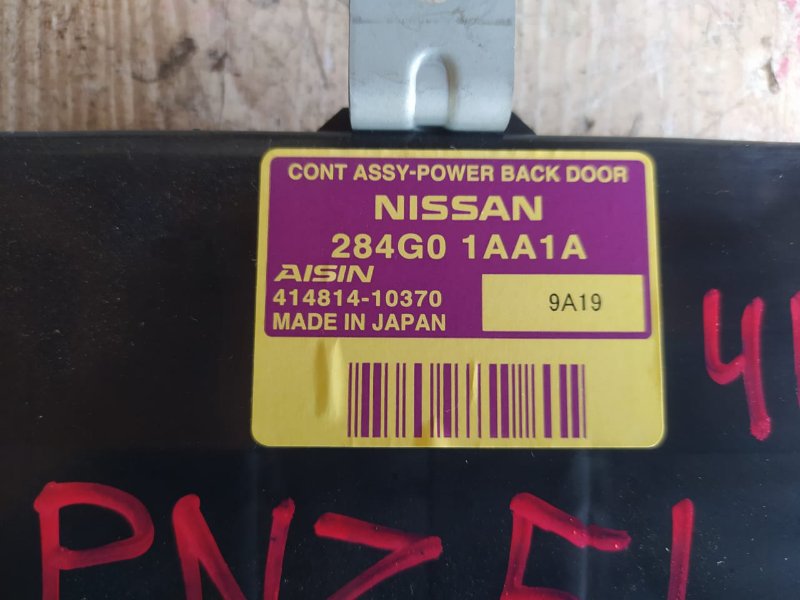 CONT ASSY-POWER BACK DOOR
NISSAN
284G0 1AA1A
AISIN
414814-10370
9A19
MADE IN JAPAN
PNZ51